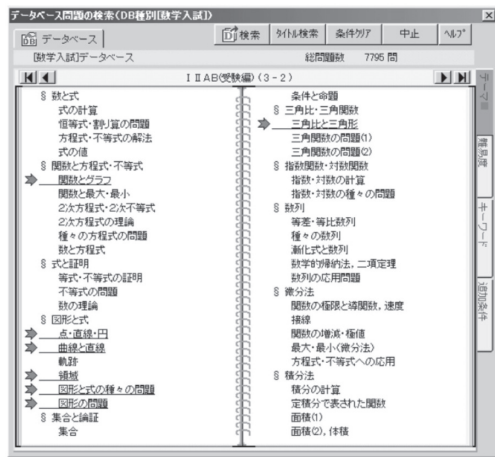 データベース問題の検索(DB種別[数学入試])
データベース
検索
タイトル検索
条件クリア
中止
ヘルプ
[数学入試]データベース
総問題数 7795 問
ⅠⅡAB(受験編)(3-2)
§ 数と式
式の計算
恒等式・割り算の問題
方程式・不等式の解法
式の値
§ 関数と方程式・不等式
関数とグラフ
関数と最大・最小
2次方程式・2次不等式
2次方程式の理論
種々の方程式の問題
数と方程式
§ 式と証明
等式・不等式の証明
不等式の問題
数の理論
§ 図形と式
点・直線・円
曲線と直線
軌跡
領域
図形と式の種々の問題
図形の問題
§ 集合と論証
集合
条件と命題
§ 三角比・三角関数
三角比と三角形
三角関数の問題(1)
三角関数の問題(2)
§ 指数関数・対数関数
指数・対数の計算
指数・対数の種々の問題
§ 数列
等差・等比数列
種々の数列
漸化式と数列
数学的帰納法，二項定理
数列の応用問題
§ 微分法
関数の極限と導関数，速度
接線
関数の増減・極値
最大・最小(微分法)
方程式・不等式への応用
§ 積分法
積分の計算
定積分で表された関数
面積(1)
面積(2)，体積
難易度
キーワード
追加条件